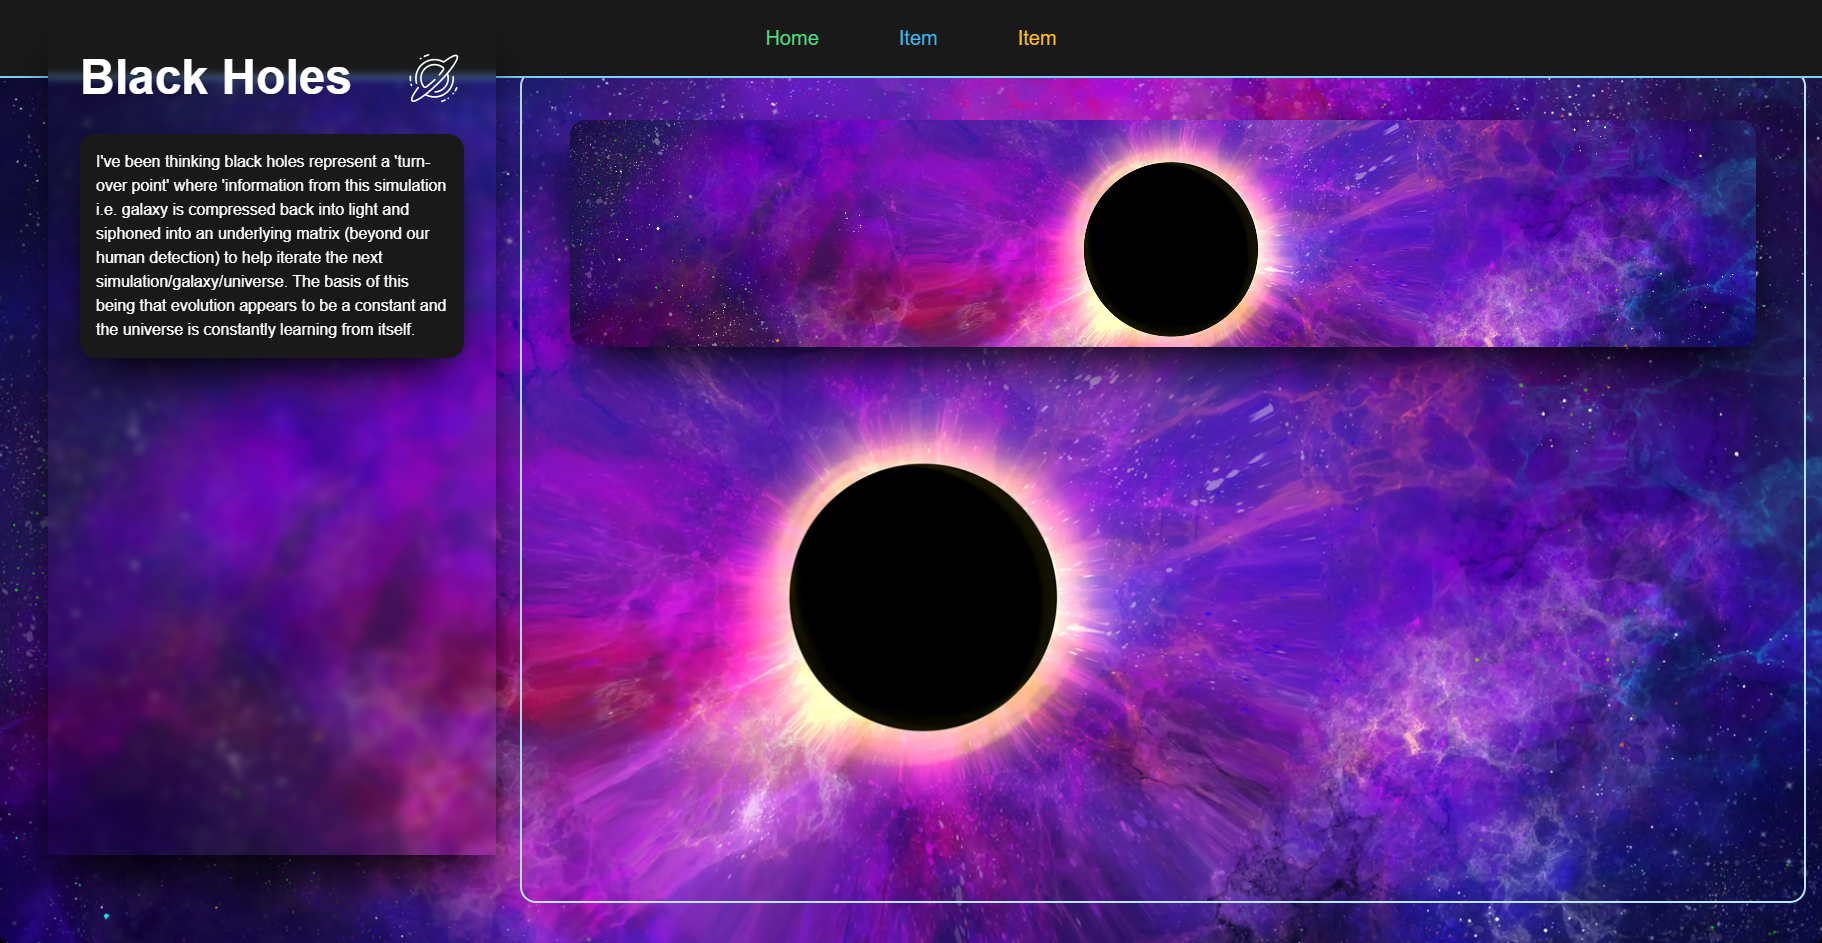 Home Item Item
Black Holes
I've been thinking black holes represent a 'turn-
over point' where 'information from this simulation
i.e. galaxy is compressed back into light and
siphoned into an underlying matrix (beyond our
human detection) to help iterate the next
simulation/galaxy/universe. The basis of this
being that evolution appears to be a constant and
the universe is constantly learning from itself.